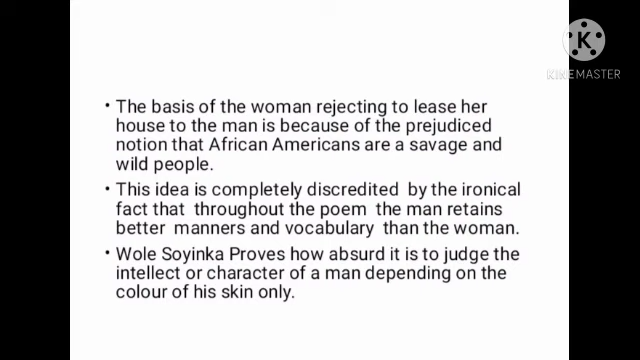 K
KINEMASTER
• The basis of the woman rejecting to lease her
house to the man is because of the prejudiced
notion that African Americans are a savage and
wild people.
• This idea is completely discredited by the ironical
fact that throughout the poem the man retains
better manners and vocabulary than the woman.
• Wole Soyinka Proves how absurd it is to judge the
intellect or character of a man depending on the
colour of his skin only.